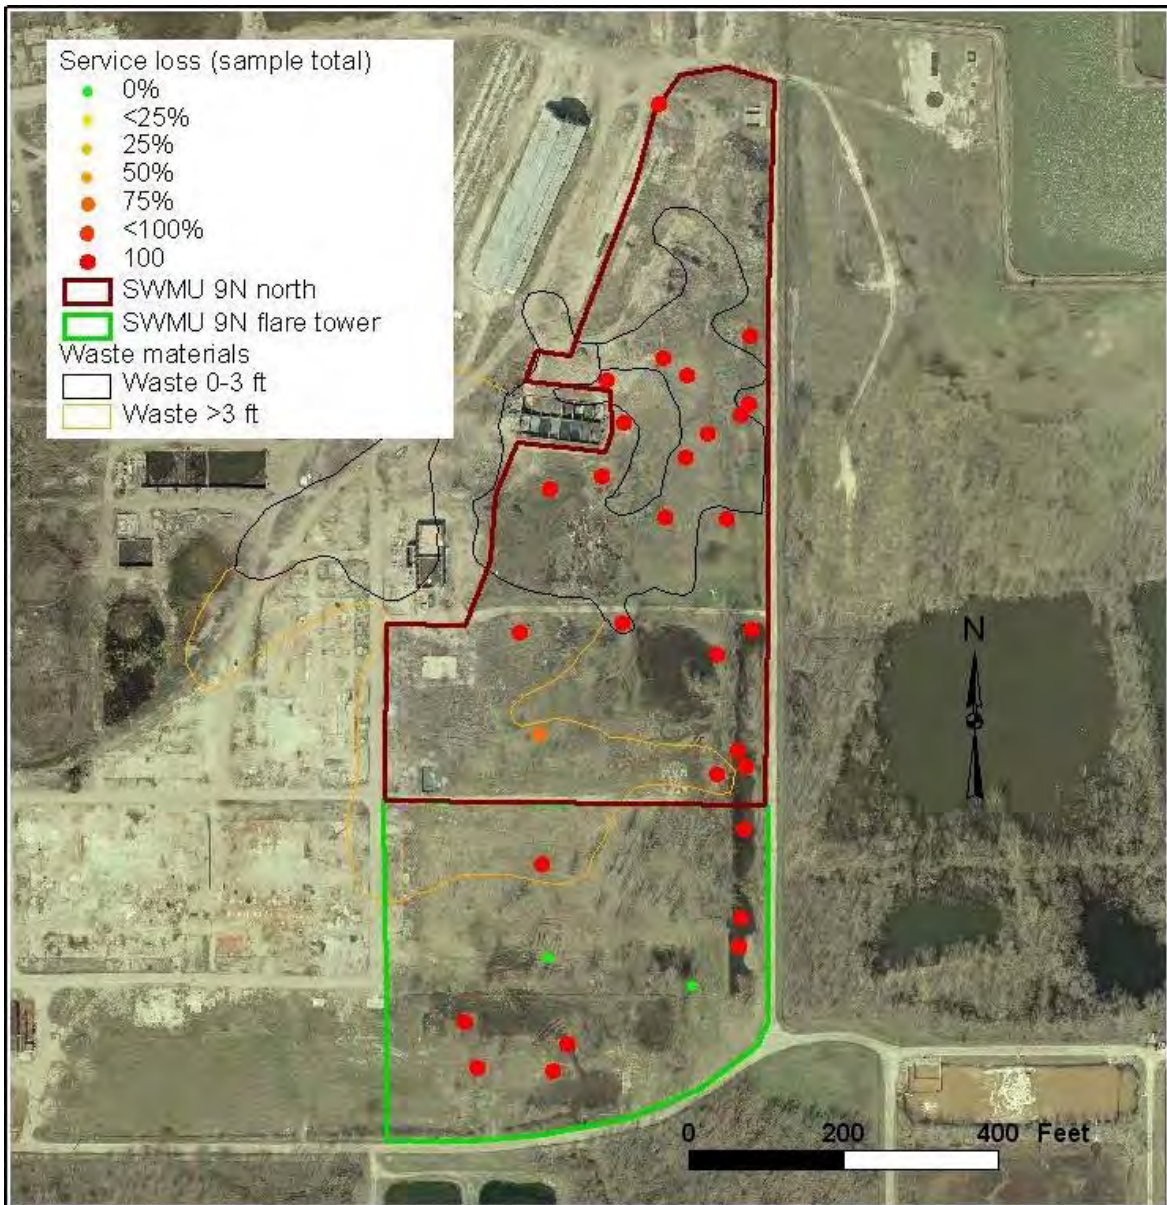 Service loss (sample total)
0%
<25%
25%
50%
75%
<100%
100
SWMU 9N north
SWMU 9N flare tower
Waste materials
Waste 0-3 ft
Waste >3 ft
N
0 200 400 Feet